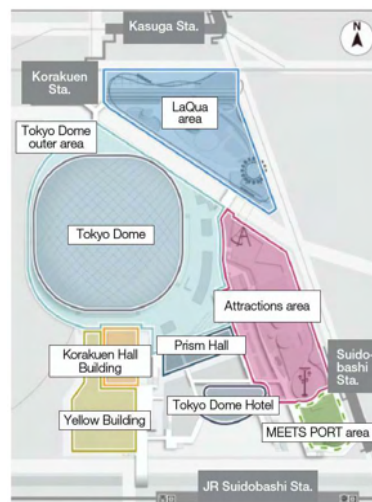 Kasuga Sta.
N
Korakuen
Sta.
LaQua
area
Tokyo Dome
outer area
Tokyo Dome
Attractions area
Prism Hall
Korakuen Hall
Building
Suido-
bashi
Sta.
Tokyo Dome Hotel
Yellow Building
MEETS PORT area
JR Suidobashi Sta.